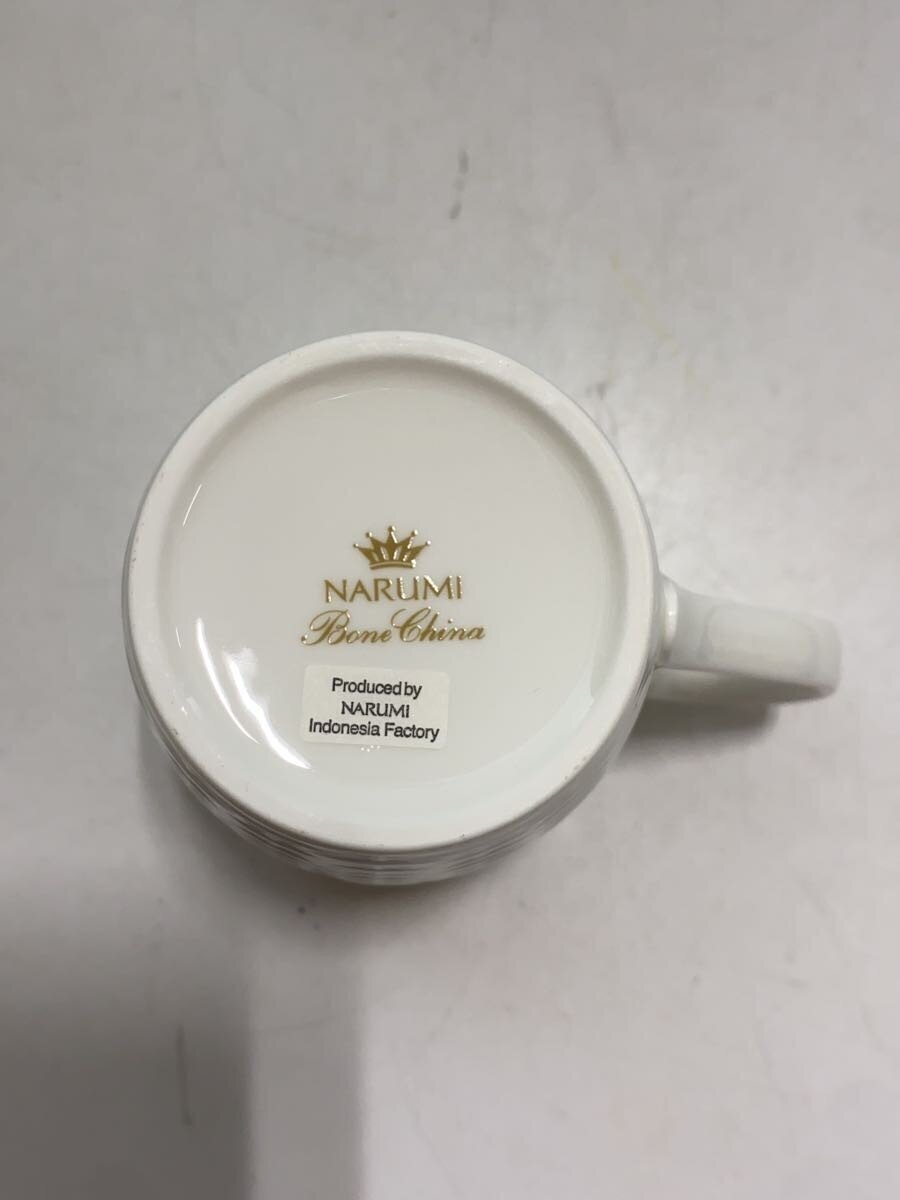 NARUMI
Bone China
Produced by
NARUMI
Indonesia Factory